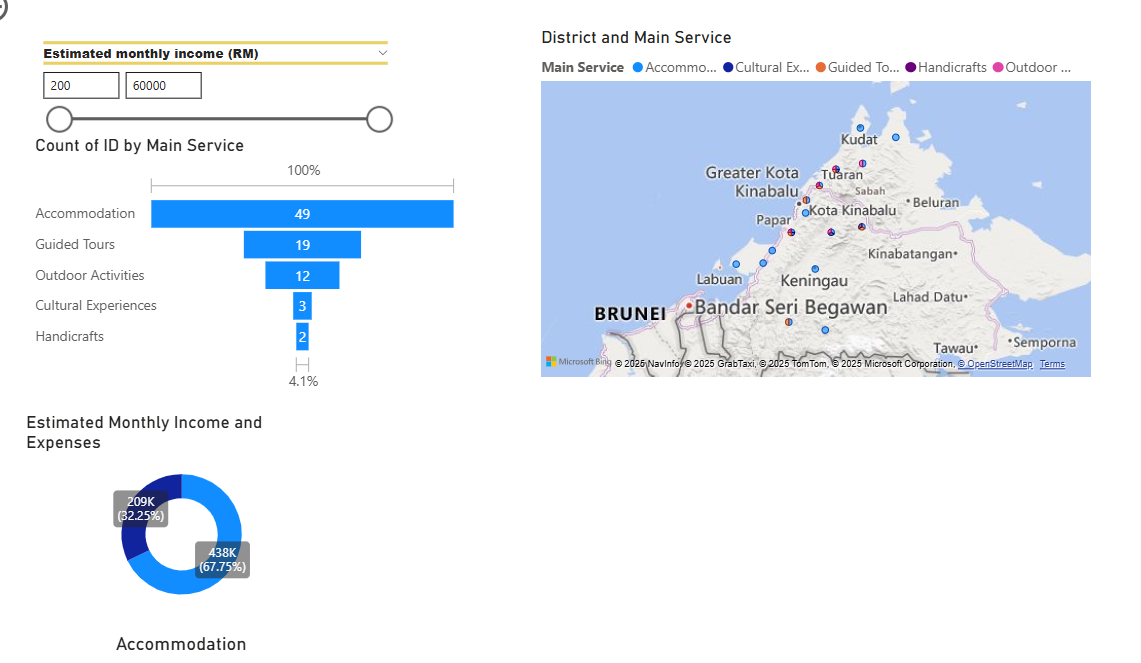 Estimated monthly income (RM)
200
60000
Count of ID by Main Service
100%
Accommodation
49
Guided Tours
19
Outdoor Activities
12
Cultural Experiences
3
Handicrafts
2
4.1%
Estimated Monthly Income and
Expenses
209K
(32.25%)
438K
(67.75%)
Accommodation
District and Main Service
Main Service Accommo... Cultural Ex... Guided To... Handicrafts Outdoor ...
Kudat
Greater Kota
Kinabalu
Tuaran
Sabah
Beluran
Kota Kinabalu
Papar
Kinabatangan
Labuan
Keningau
Lahad Datu
BRUNEI
Bandar Seri Begawan
Tawau
Semporna
Microsoft Bing
© 2025 NavInfo, © 2025 GrabTaxi, © 2025 TomTom, © 2025 Microsoft Corporation, © OpenStreetMap Terms